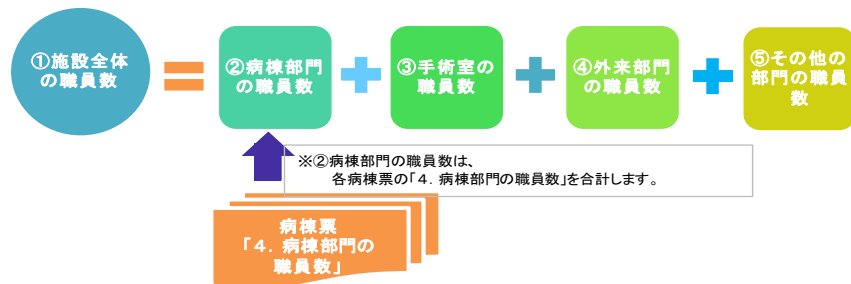 ①施設全体
の職員数
②病棟部門
の職員数
③手術室の
職員数
④外来部門
の職員数
⑤その他の
部門の職員
数
※②病棟部門の職員数は、
各病棟票の「４．病棟部門の職員数」を合計します。
病棟票
「４．病棟部門の
職員数」